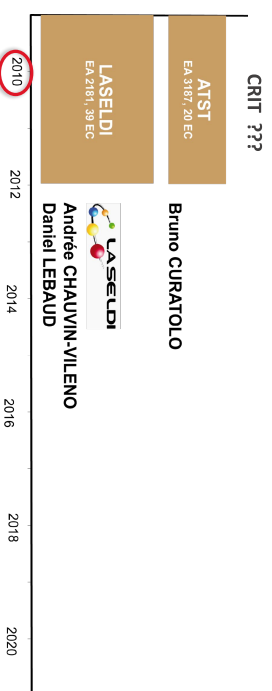 CRIT ???
ATST
EA 3187, 20 EC
Bruno CURATOLO
LASELDI
EA 2181, 39 EC
LASELDI
Andrée CHAUVIN-VILENO
Daniel LEBAUD
2010
2012
2014
2016
2018
2020